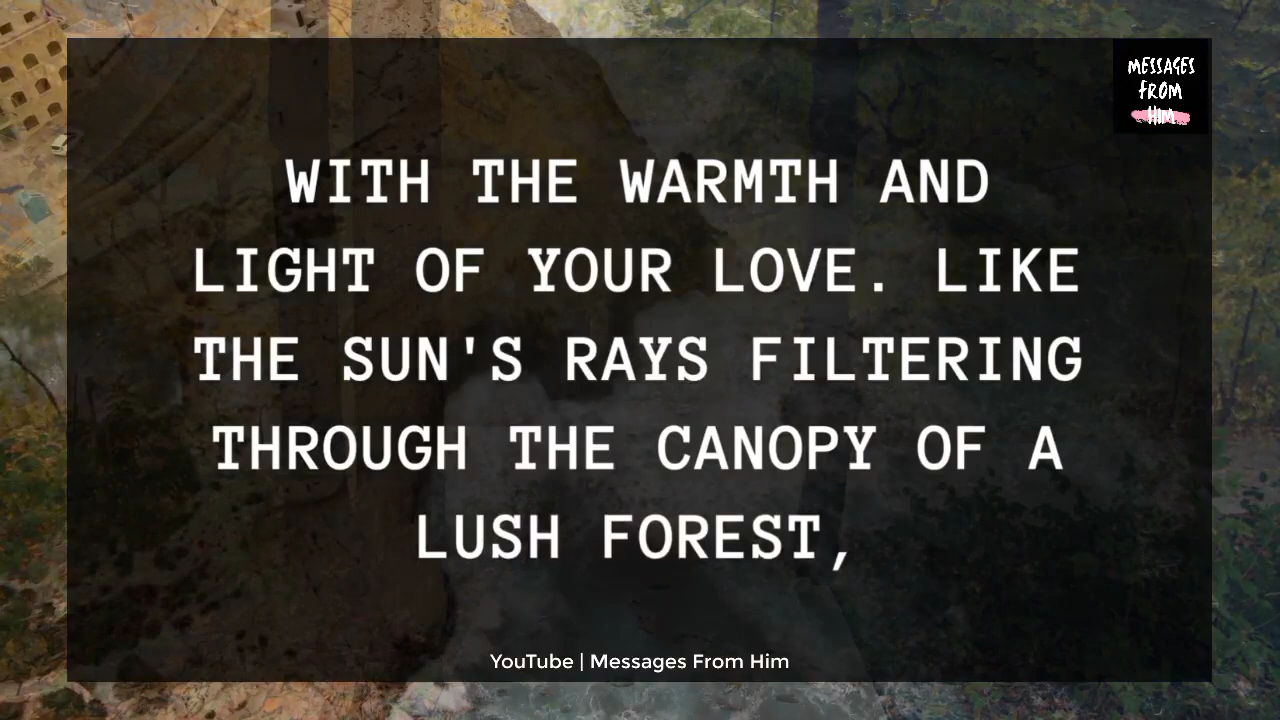 MESSAGES
FROM
HIM
WITH THE WARMTH AND
LIGHT OF YOUR LOVE. LIKE
THE SUN'S RAYS FILTERING
THROUGH THE CANOPY OF A
LUSH FOREST,
YouTube | Messages From Him